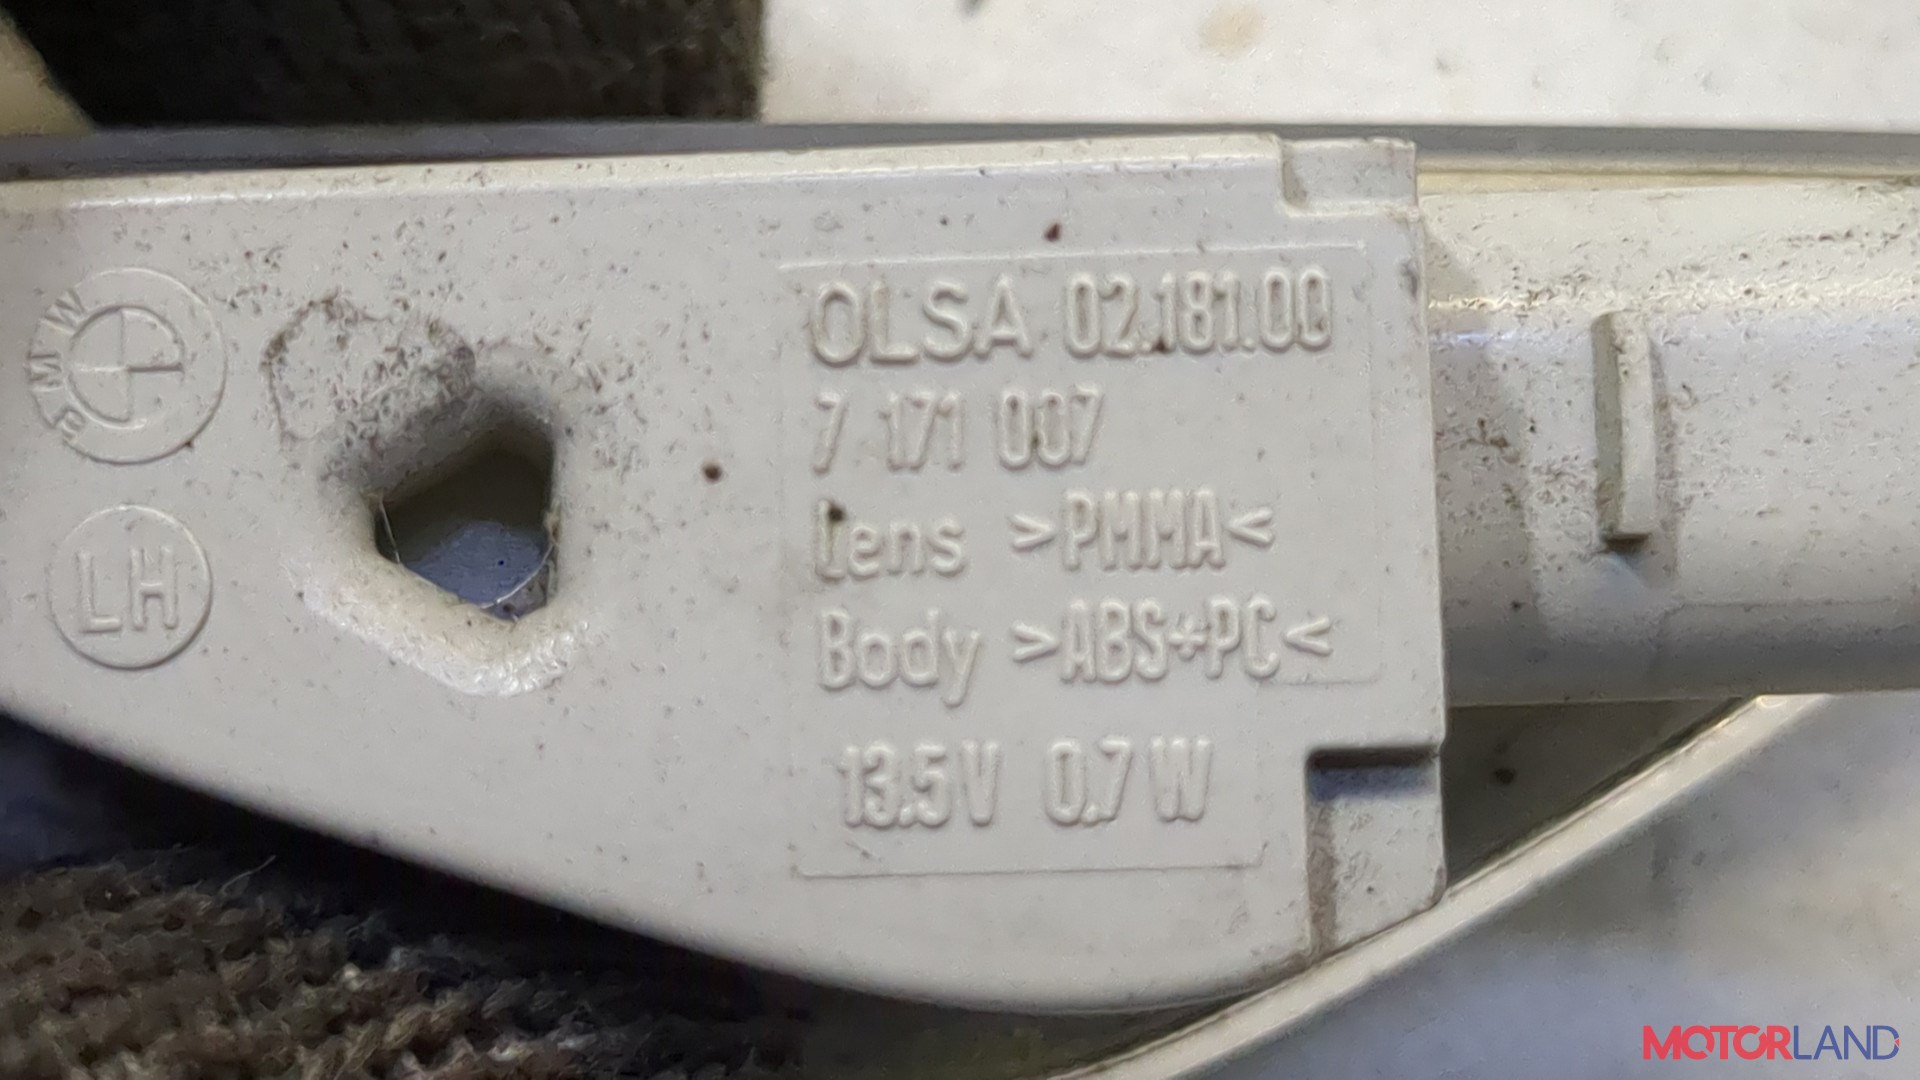 BMW
LH
OLSA 02.181.00
7 171 007
Lens >PMMA<
Body >ABS+PC<
13.5V 0.7W
MOTORLAND